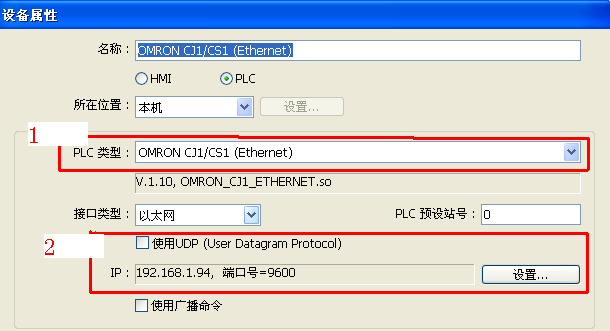 设备属性
名称： OMRON CJ1/CS1 (Ethernet)
HMI PLC
所在位置： 本机 设置...
1
PLC 类型： OMRON CJ1/CS1 (Ethernet)
V.1.10, OMRON_CJ1_ETHERNET.so
接口类型： 以太网 PLC 预设站号： 0
2
使用UDP (User Datagram Protocol)
IP： 192.168.1.94, 端口号=9600 设置...
使用广播命令